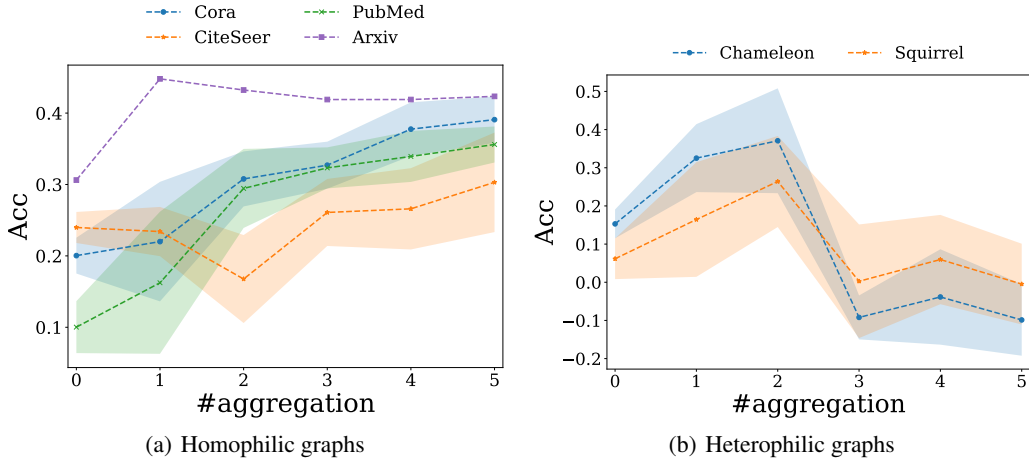 Cora PubMed
CiteSeer Arxiv
Acc
0.4
0.3
0.2
0.1
0 1 2 3 4 5
#aggregation
(a) Homophilic graphs
Chameleon Squirrel
Acc
0.5
0.4
0.3
0.2
0.1
0.0
−0.1
−0.2
0 1 2 3 4 5
#aggregation
(b) Heterophilic graphs